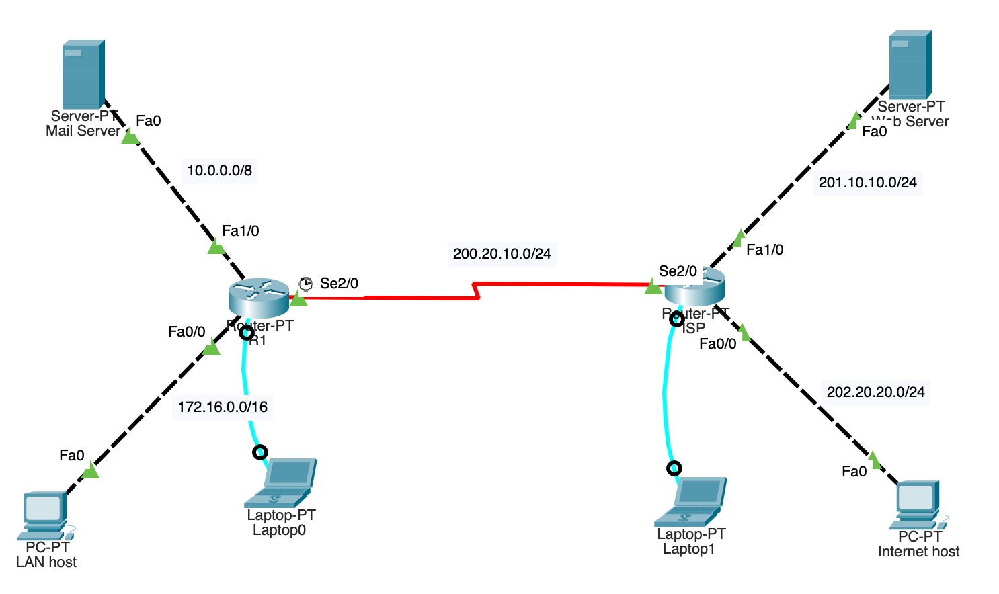 Server-PT
Mail Server
Fa0
10.0.0.0/8
Fa1/0
Se2/0
Router-PT
R1
Fa0/0
172.16.0.0/16
Fa0
PC-PT
LAN host
Laptop-PT
Laptop0
200.20.10.0/24
Server-PT
Web Server
Fa0
201.10.10.0/24
Fa1/0
Se2/0
Router-PT
ISP
Fa0/0
202.20.20.0/24
Fa0
Laptop-PT
Laptop1
PC-PT
Internet host